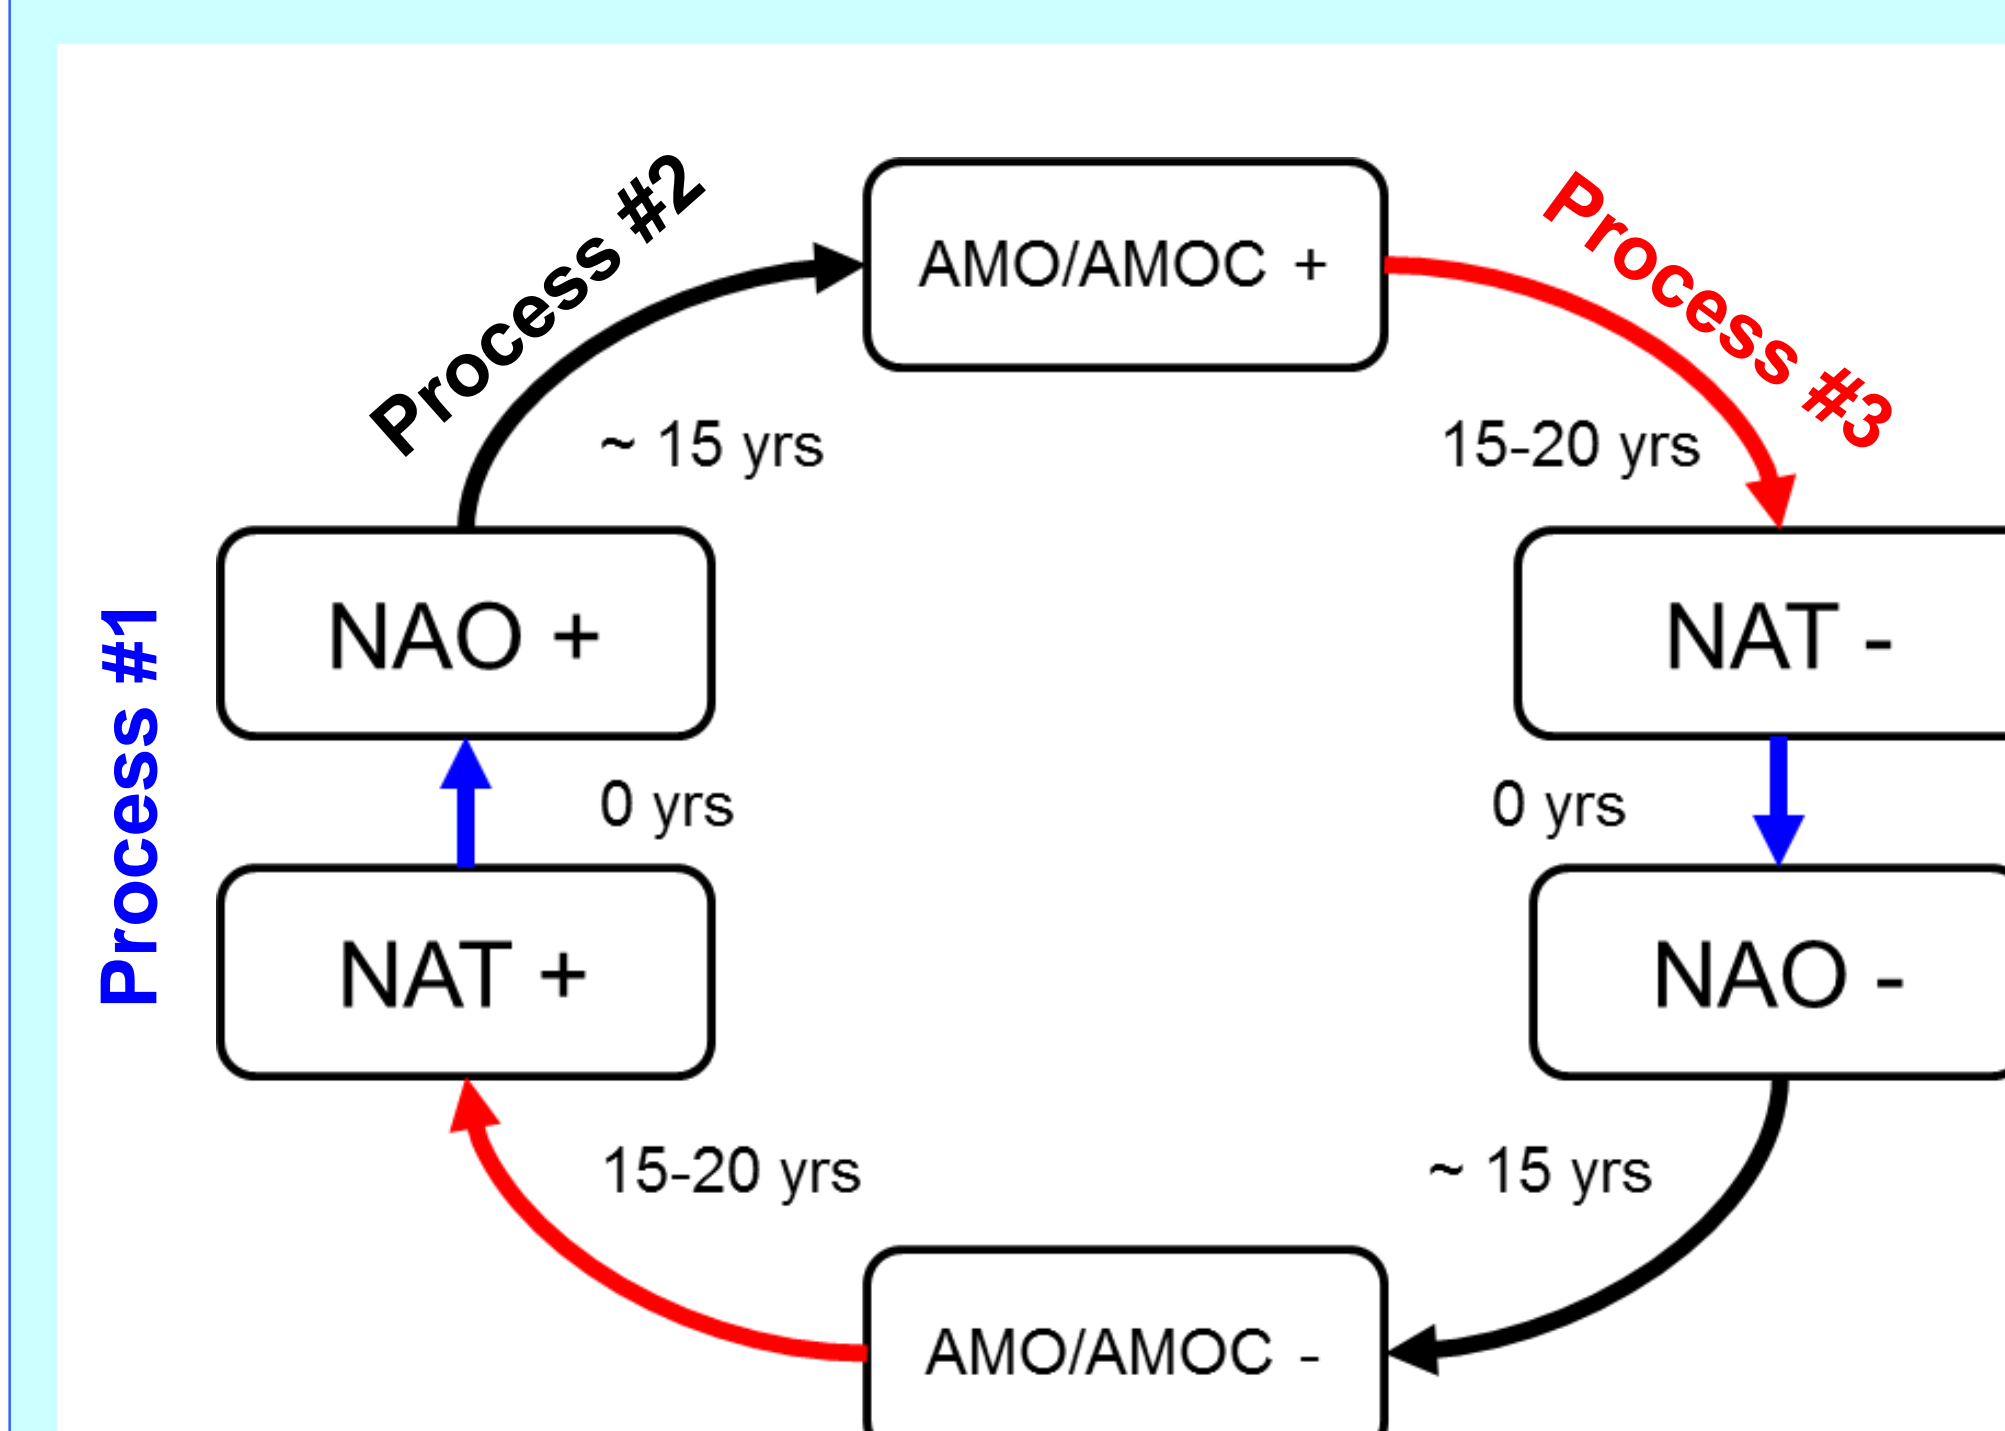 Process #2
AMO/AMOC +
Process #3
~ 15 yrs
15-20 yrs
NAO +
NAT -
Process #1
0 yrs
0 yrs
NAT +
NAO -
15-20 yrs
~ 15 yrs
AMO/AMOC -